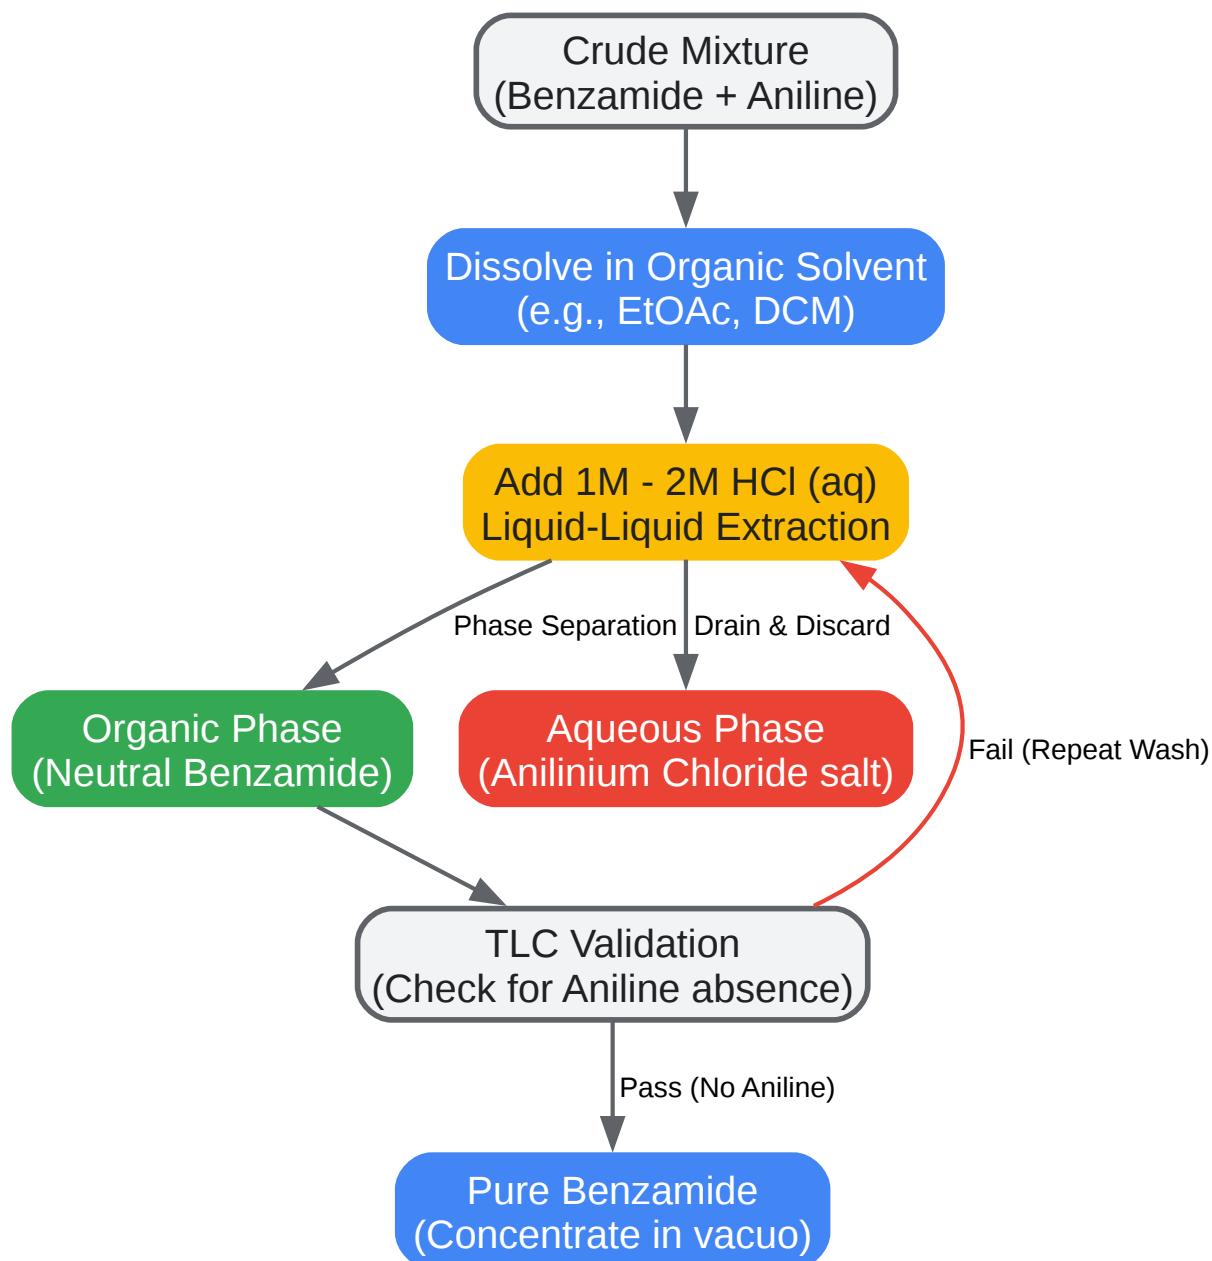 Crude Mixture
(Benzamide + Aniline)
Dissolve in Organic Solvent
(e.g., EtOAc, DCM)
Add 1M - 2M HCl (aq)
Liquid-Liquid Extraction
Phase Separation
Drain & Discard
Organic Phase
(Neutral Benzamide)
Aqueous Phase
(Anilinium Chloride salt)
Fail (Repeat Wash)
TLC Validation
(Check for Aniline absence)
Pass (No Aniline)
Pure Benzamide
(Concentrate in vacuo)